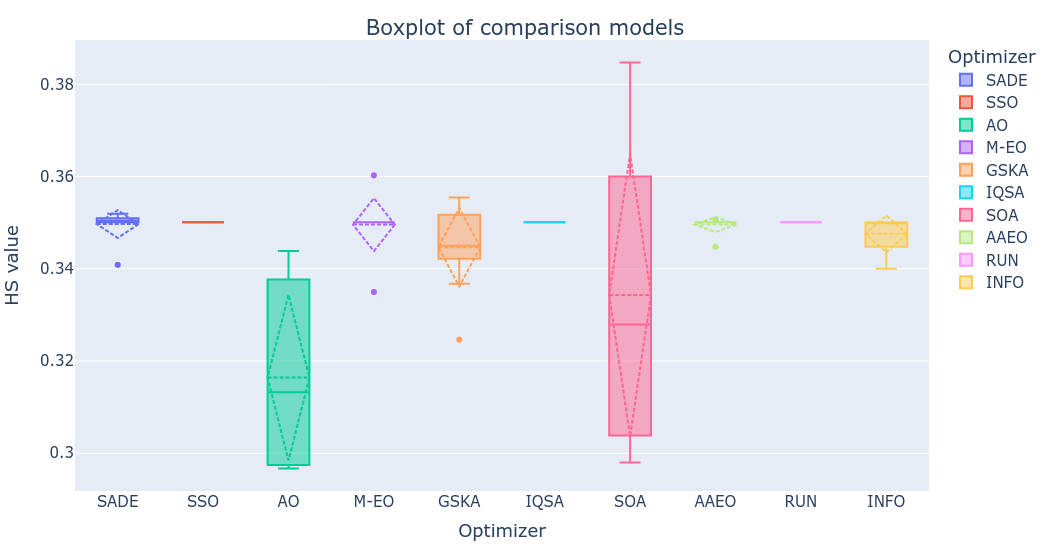 Boxplot of comparison models
HS value
0.38
0.36
0.34
0.32
0.3
SADE
SSO
AO
M-EO
GSKA
IQSA
SOA
AAEO
RUN
INFO
Optimizer
Optimizer
SADE
SSO
AO
M-EO
GSKA
IQSA
SOA
AAEO
RUN
INFO